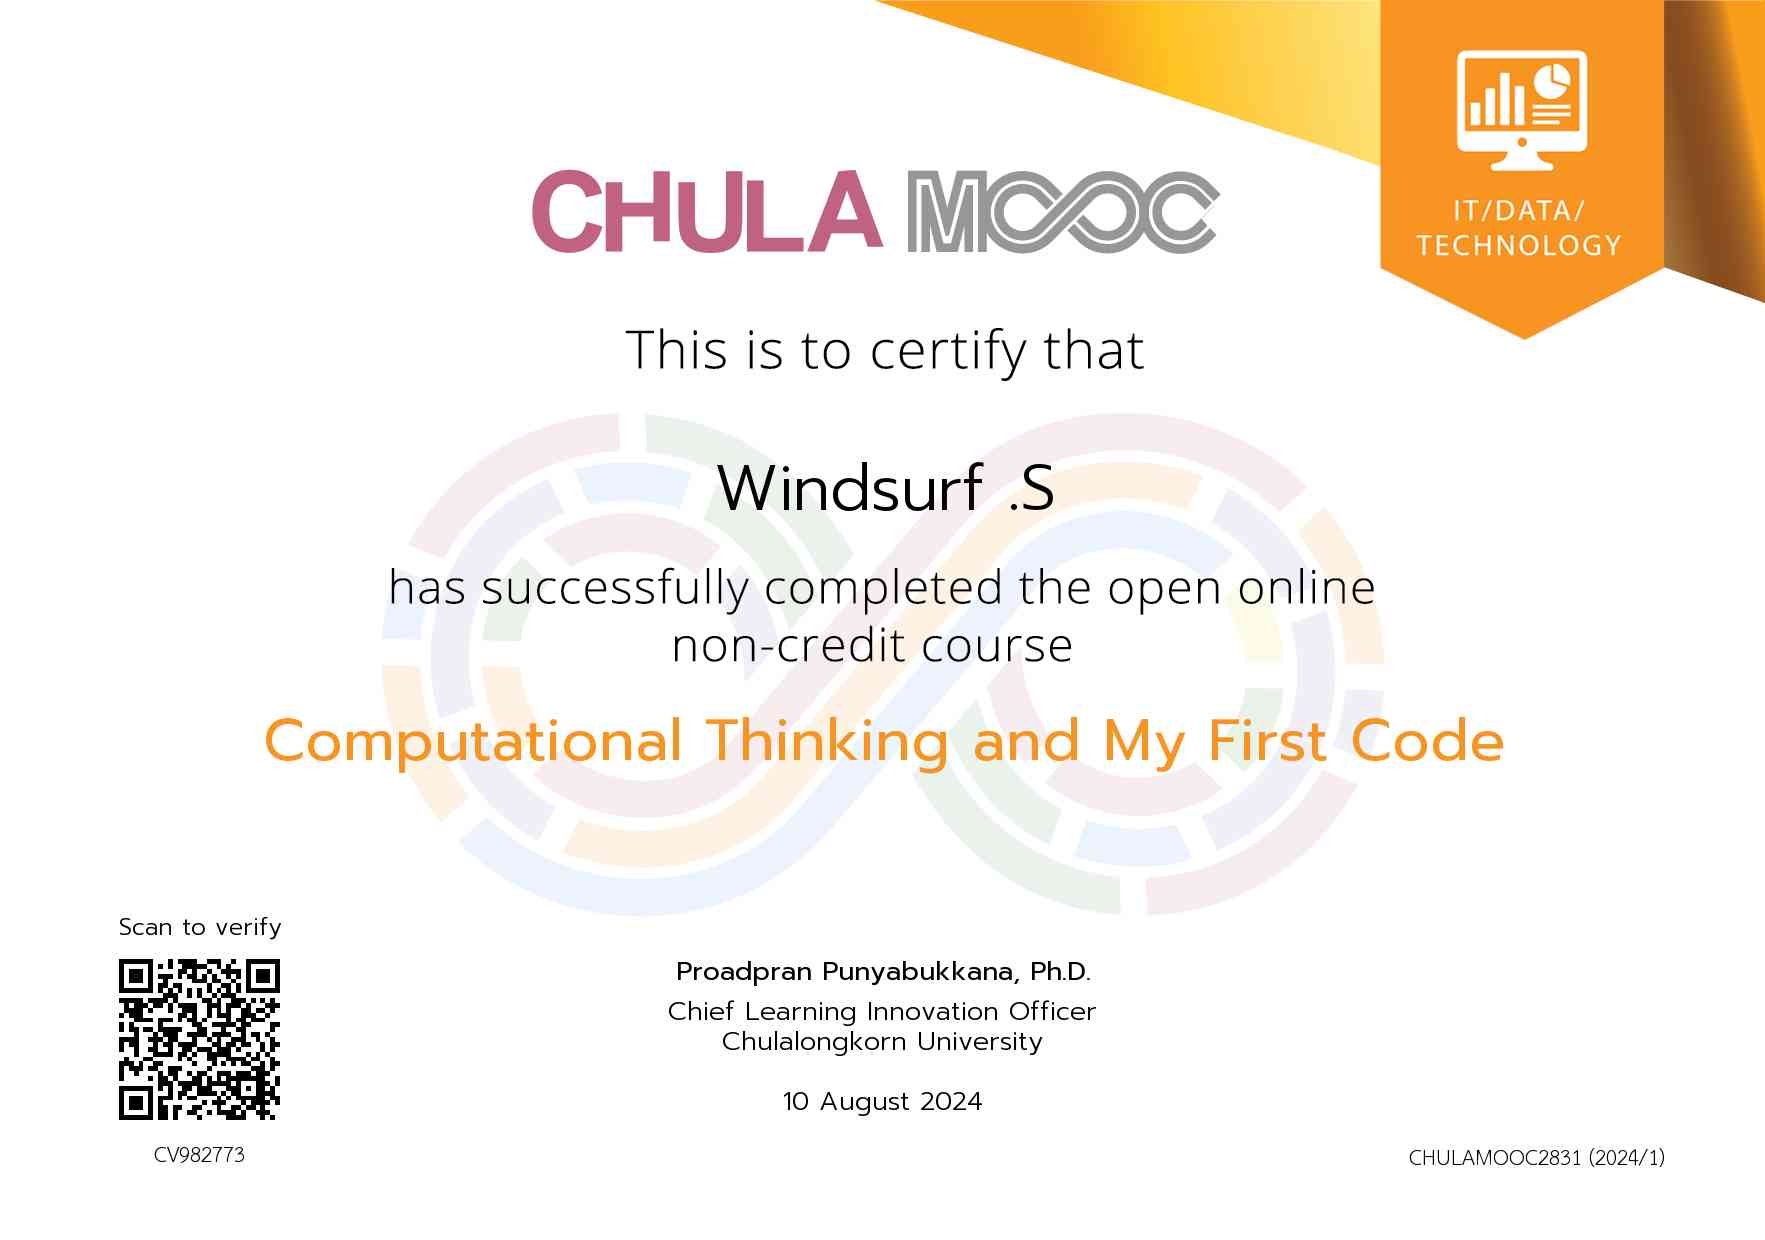 CHULA MOOC
IT/DATA/
TECHNOLOGY
This is to certify that
Windsurf .S
has successfully completed the open online
non-credit course
Computational Thinking and My First Code
Scan to verify
Proadpran Punyabukkana, Ph.D.
Chief Learning Innovation Officer
Chulalongkorn University
10 August 2024
CV982773
CHULAMOOC2831 (2024/1)